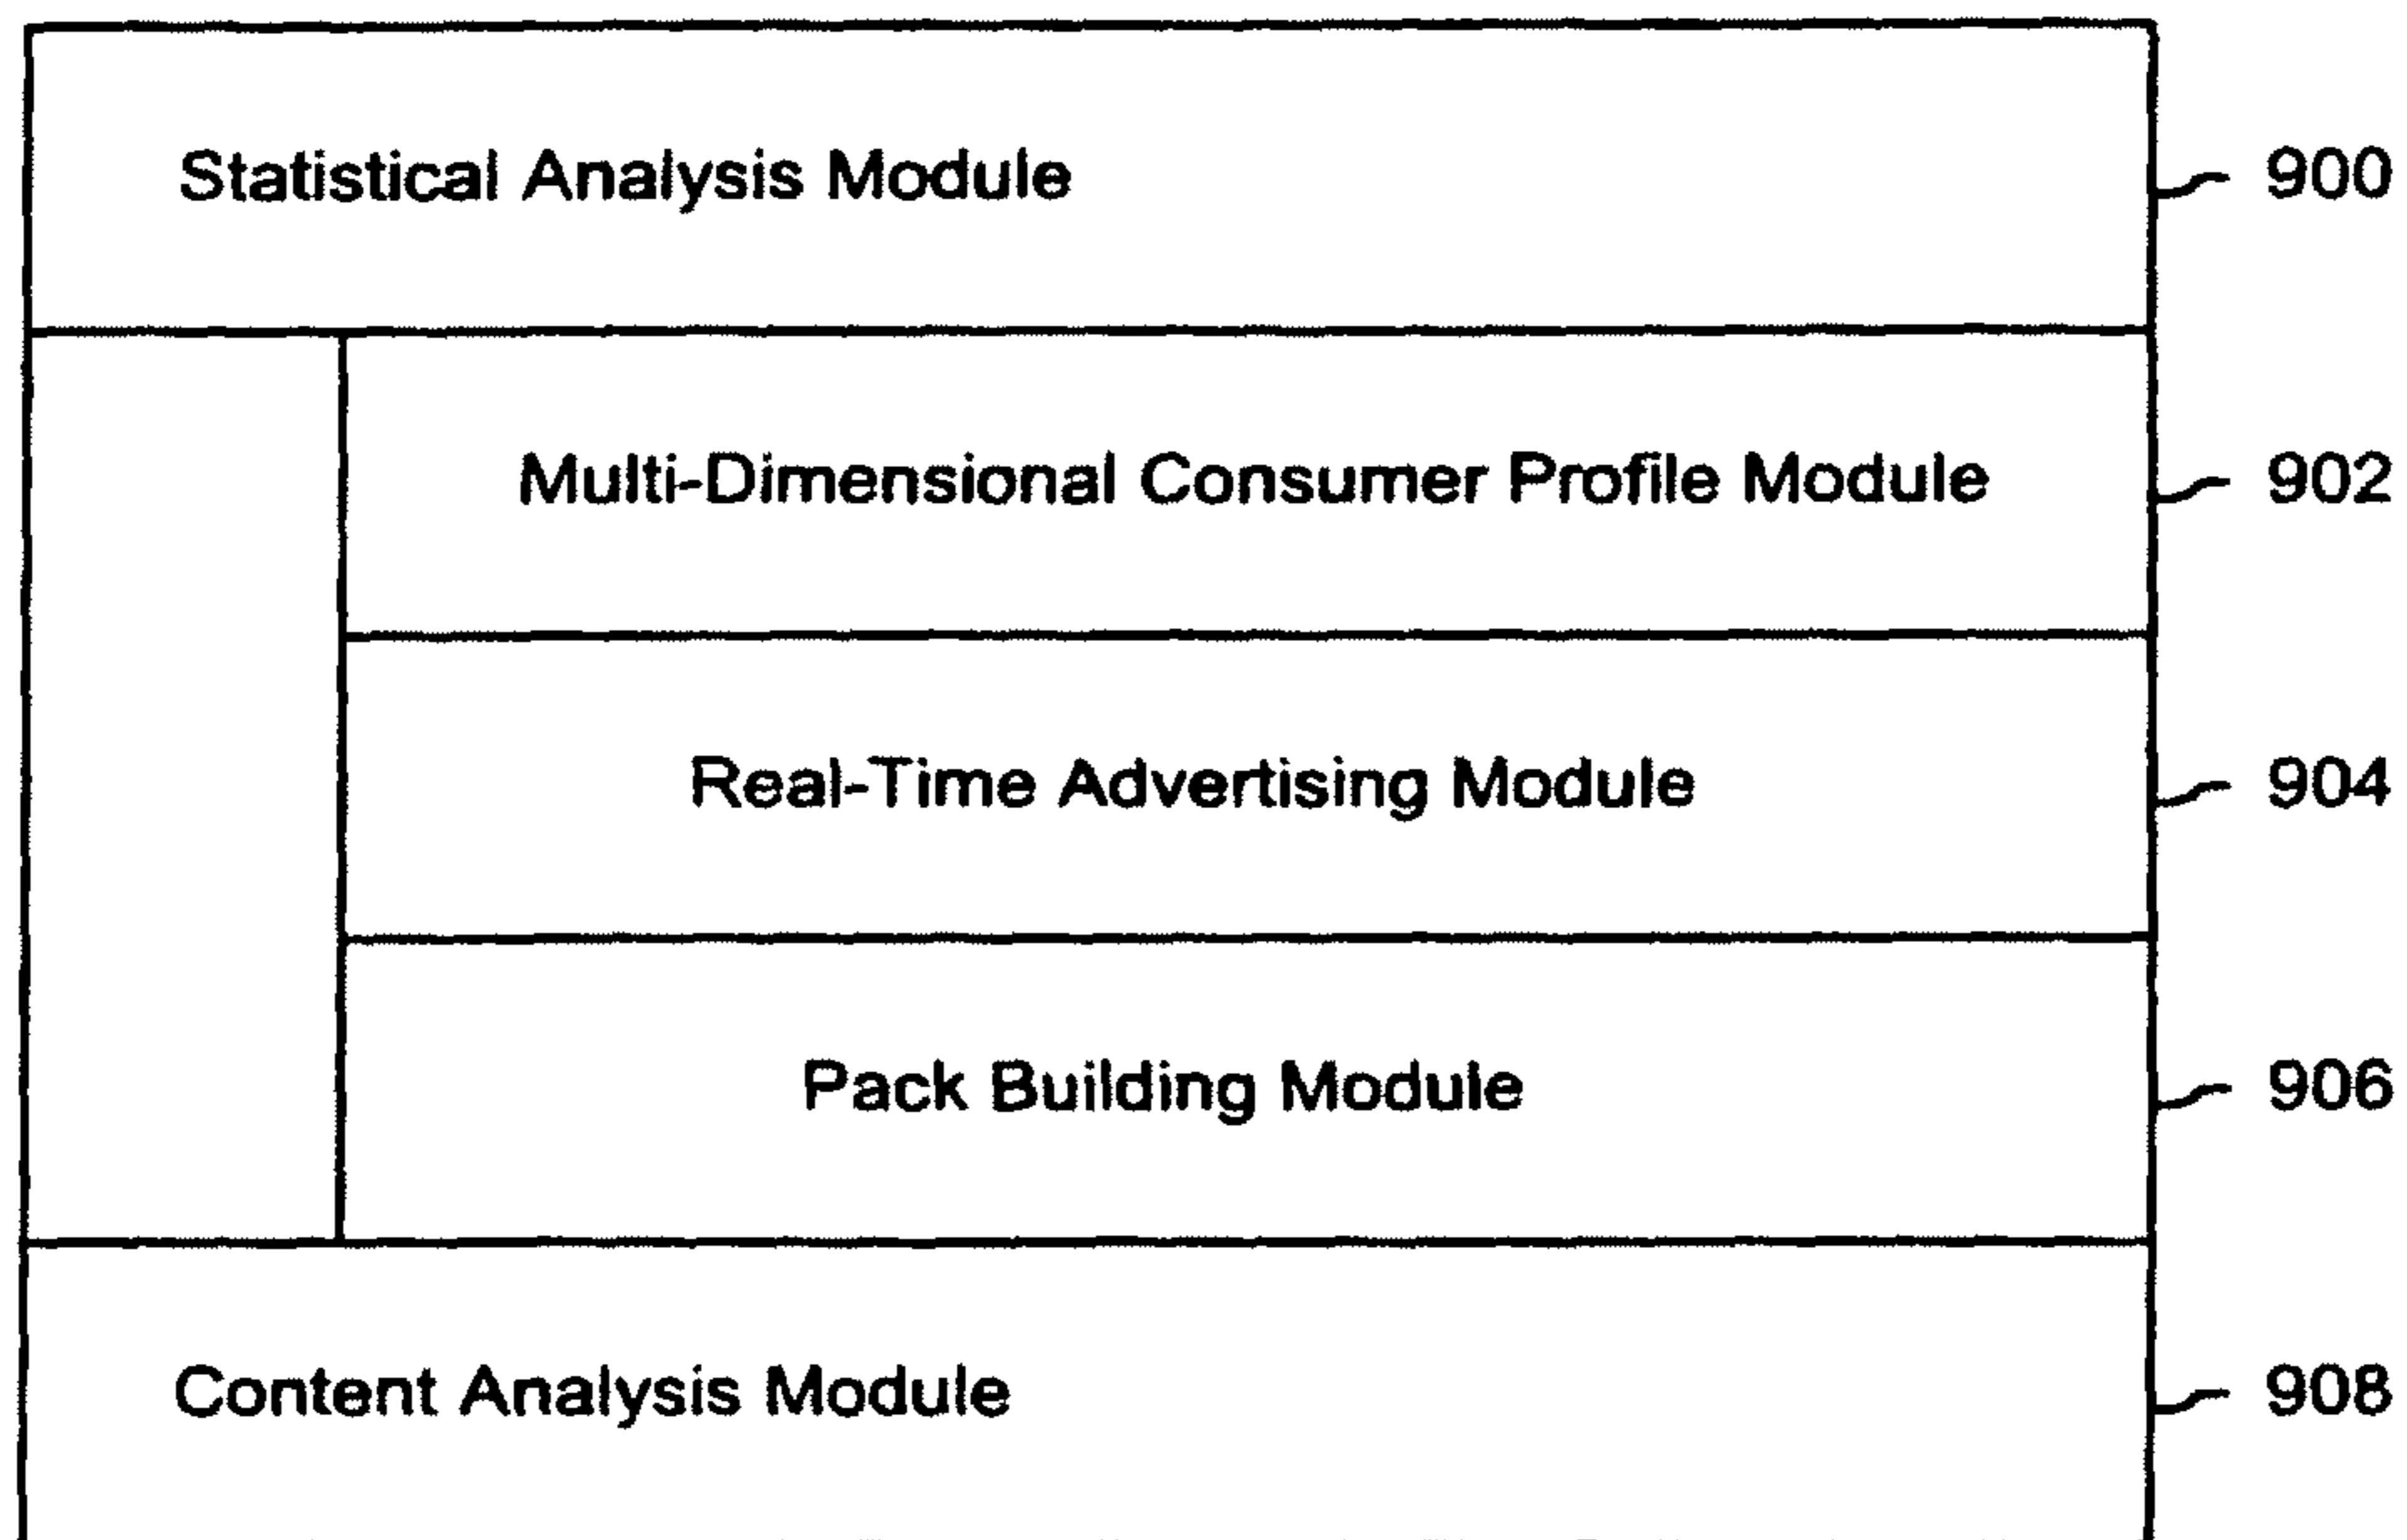 Statistical Analysis Module 900
Multi-Dimensional Consumer Profile Module 902
Real-Time Advertising Module 904
Pack Building Module 906
Content Analysis Module 908